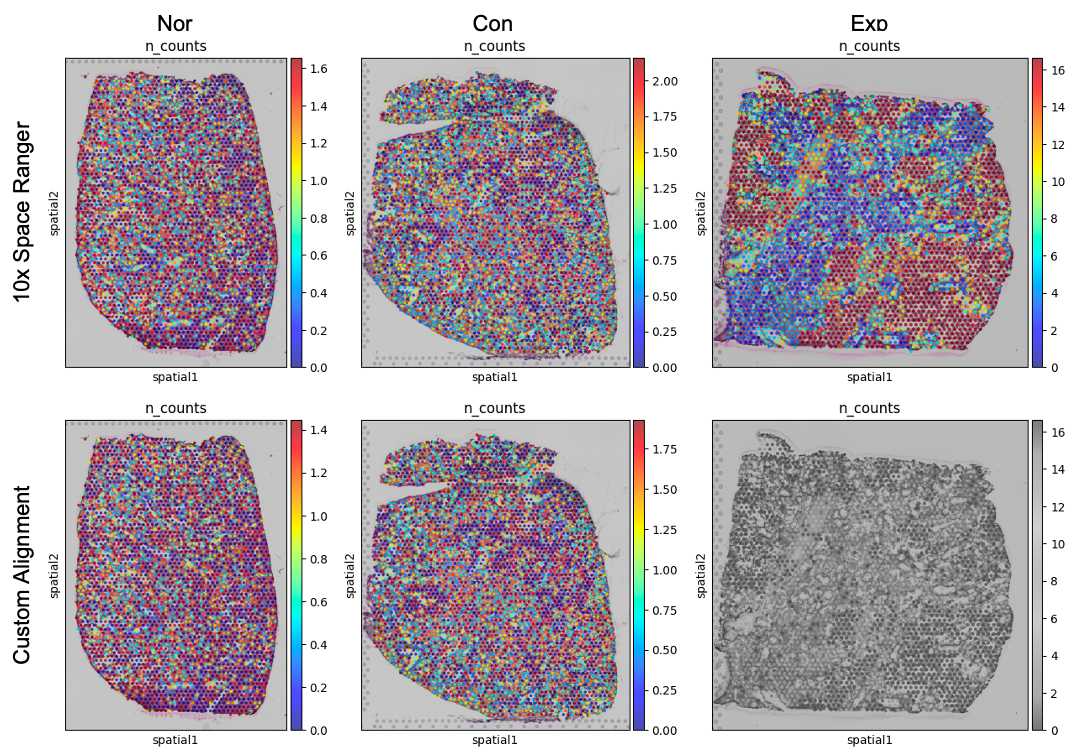 Nor Con Exp
n_counts n_counts n_counts
10x Space Ranger
spatial2 spatial2 spatial2
1.6 1.4 1.2 1.0 0.8 0.6 0.4 0.2 0.0
2.00 1.75 1.50 1.25 1.00 0.75 0.50 0.25 0.00
16 14 12 10 8 6 4 2 0
spatial1 spatial1 spatial1
n_counts n_counts n_counts
Custom Alignment
spatial2 spatial2 spatial2
1.4 1.2 1.0 0.8 0.6 0.4 0.2 0.0
1.75 1.50 1.25 1.00 0.75 0.50 0.25 0.00
16 14 12 10 8 6 4 2 0
spatial1 spatial1 spatial1